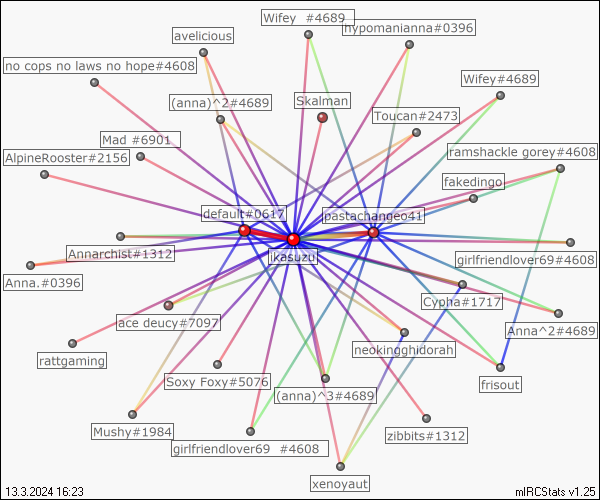 Wifey #4689
hypomanianna#0396
avelicious
no cops no laws no hope#4608
Wifey#4689
(anna)^2#4689
Skalman
Toucan#2473
Mad #6901
ramshackle gorey#4608
AlpineRooster#2156
fakedingo
default#0617
pastachangeo41
Annarchist#1312
ikasuzu
girlfriendlover69#4608
Anna.#0396
Cypha#1717
ace deucy#7097
Anna^2#4689
rattgaming
neokingghidorah
Soxy Foxy#5076
frisout
(anna)^3#4689
Mushy#1984
zibbits#1312
girlfriendlover69 #4608
xenoyaut
13.3.2024 16:23
mIRCStats v1.25